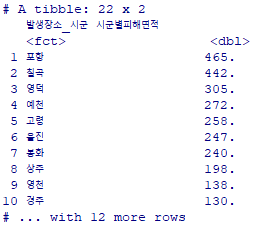 # A tibble: 22 x 2
발생장소_시군 시군별피해면적
<fct> <dbl>
1 포항 465.
2 칠곡 442.
3 영덕 305.
4 예천 272.
5 고령 258.
6 울진 247.
7 봉화 240.
8 상주 198.
9 영천 138.
10 경주 130.
# ... with 12 more rows